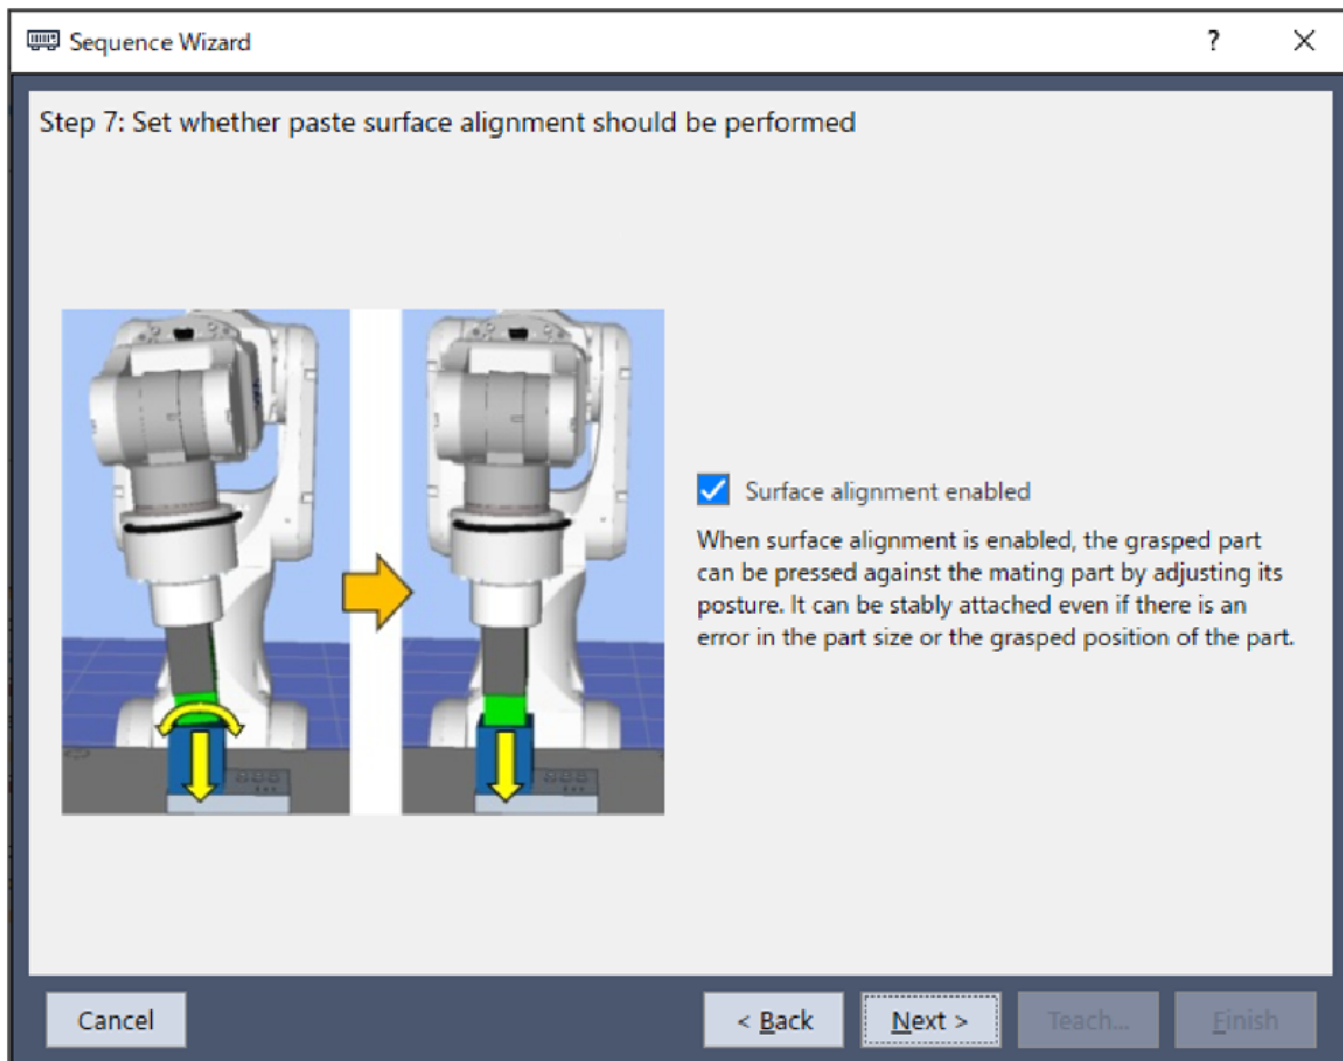 Sequence Wizard
?
Step 7: Set whether paste surface alignment should be performed
Surface alignment enabled
When surface alignment is enabled, the grasped part
can be pressed against the mating part by adjusting its
posture. It can be stably attached even if there is an
error in the part size or the grasped position of the part.
Cancel
< Back
Next >
Teach...
Finish